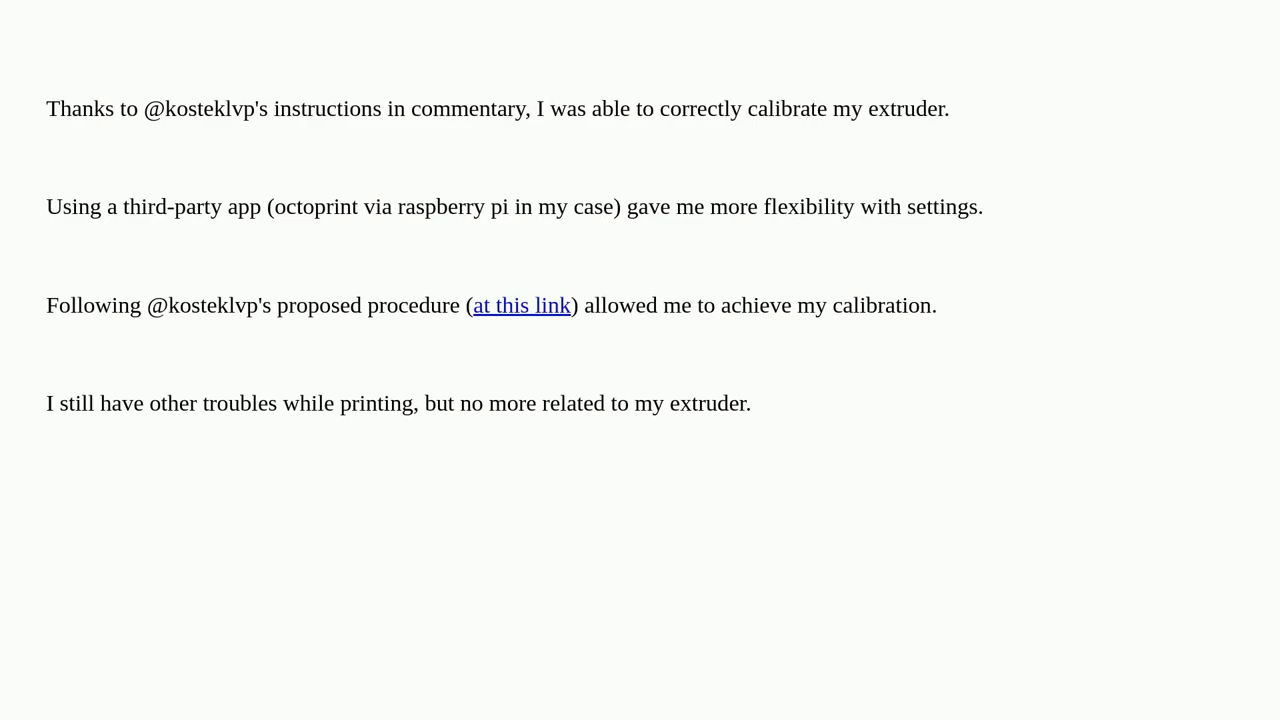 Thanks to @kosteklvp's instructions in commentary, I was able to correctly calibrate my extruder.
Using a third-party app (octoprint via raspberry pi in my case) gave me more flexibility with settings.
Following @kosteklvp's proposed procedure (at this link) allowed me to achieve my calibration.
I still have other troubles while printing, but no more related to my extruder.